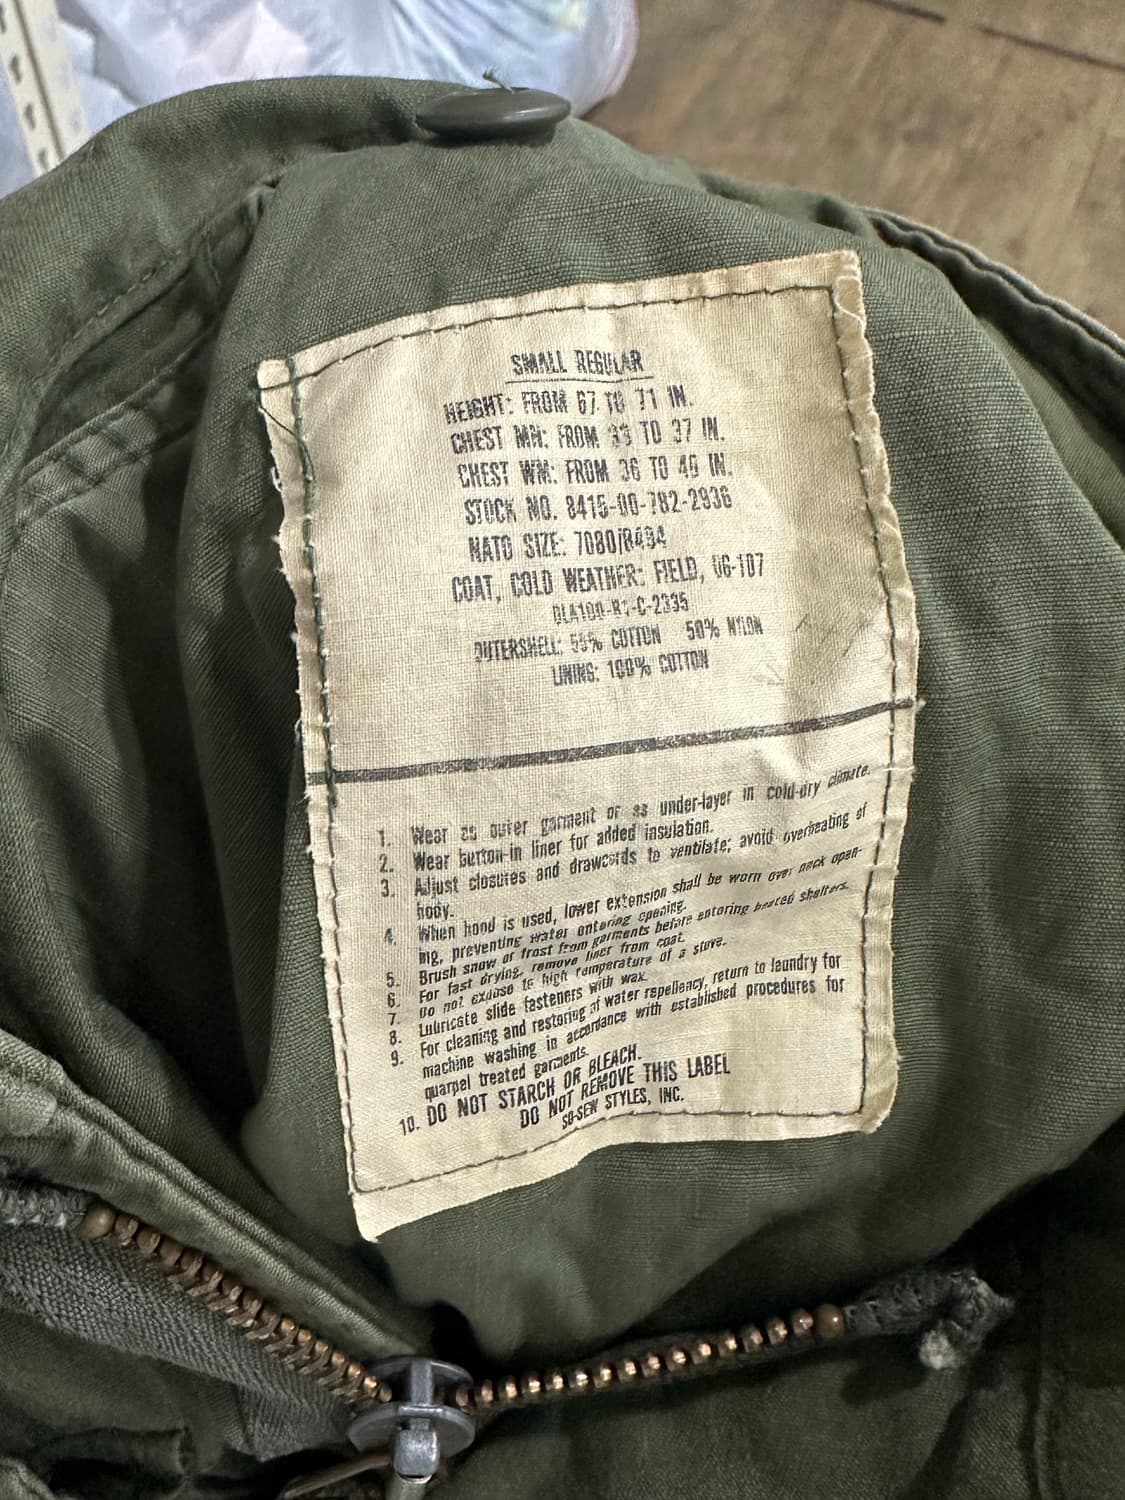 SMALL REGULAR
HEIGHT: FROM 67 TO 71 IN.
CHEST MN: FROM 33 TO 37 IN.
CHEST WM: FROM 36 TO 40 IN.
STOCK NO. 8415-00-782-2936
NATO SIZE: 7080/8494
COAT, COLD WEATHER: FIELD, OG-107
DLA100-81-C-2335
OUTERSHELL: 50% COTTON 50% NYLON
LINING: 100% COTTON
1. Wear as outer garment or as under-layer in cold-dry climate.
2. Wear button-in liner for added insulation.
3. Adjust closures and drawcords to ventilate; avoid overheating of
body.
4. When hood is used, lower extension shall be worn over neck open-
ing, preventing water entering opening.
5. Brush snow or frost from garments before entering heated shelters.
6. For fast drying, remove liner from coat.
7. Do not expose to high temperature of a stove.
8. Lubricate slide fasteners with wax.
9. For cleaning and restoring of water repellency, return to laundry for
machine washing in accordance with established procedures for
quarpel treated garments.
10. DO NOT STARCH OR BLEACH.
DO NOT REMOVE THIS LABEL
SO-SEW STYLES, INC.